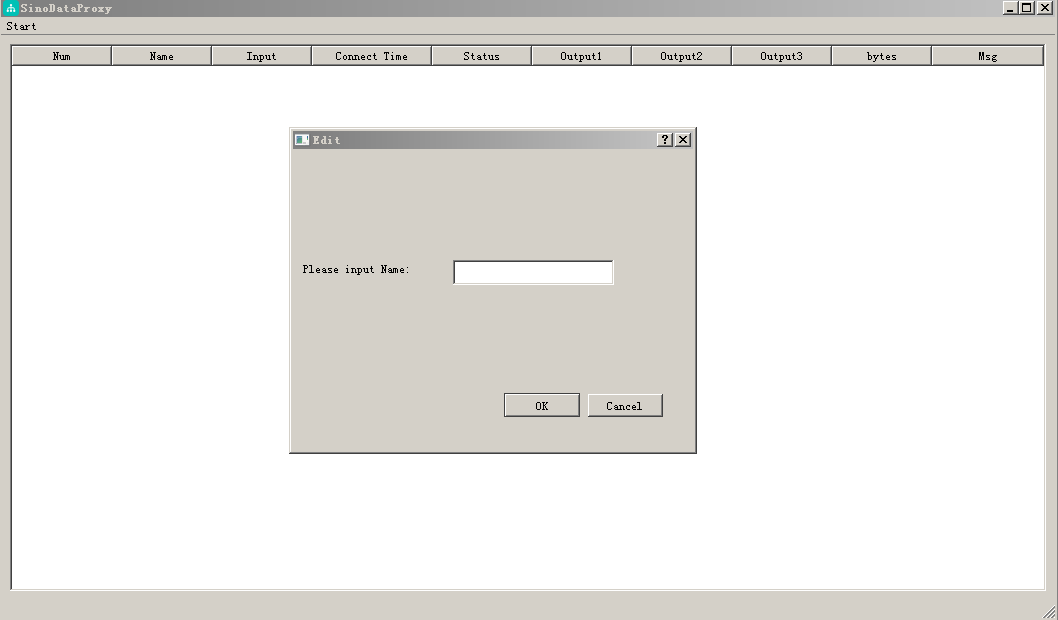 SinoDataProxy
Start
Num Name Input Connect Time Status Output1 Output2 Output3 bytes Msg
Edit
Please input Name:
OK Cancel